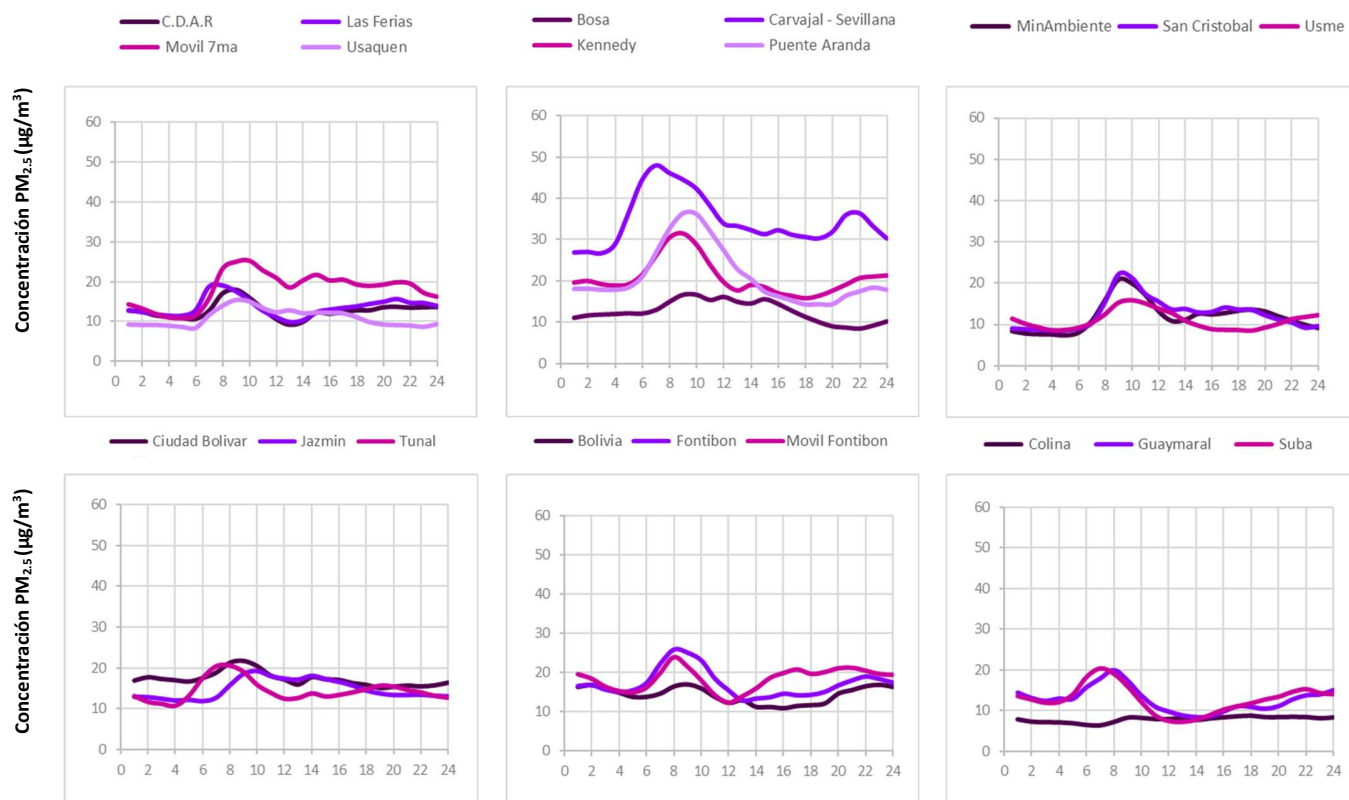 C.D.A.R Las Ferias
Movil 7ma Usaquen
Bosa Carvajal - Sevillana
Kennedy Puente Aranda
MinAmbiente San Cristobal Usme
Concentración PM2.5 (µg/m³)
60
50
40
30
20
10
0
0 2 4 6 8 10 12 14 16 18 20 22 24
60
50
40
30
20
10
0
0 2 4 6 8 10 12 14 16 18 20 22 24
60
50
40
30
20
10
0
0 2 4 6 8 10 12 14 16 18 20 22 24
Ciudad Bolivar Jazmin Tunal
Bolivia Fontibon Movil Fontibon
Colina Guaymaral Suba
Concentración PM2.5 (µg/m³)
60
50
40
30
20
10
0
0 2 4 6 8 10 12 14 16 18 20 22 24
60
50
40
30
20
10
0
0 2 4 6 8 10 12 14 16 18 20 22 24
60
50
40
30
20
10
0
0 2 4 6 8 10 12 14 16 18 20 22 24